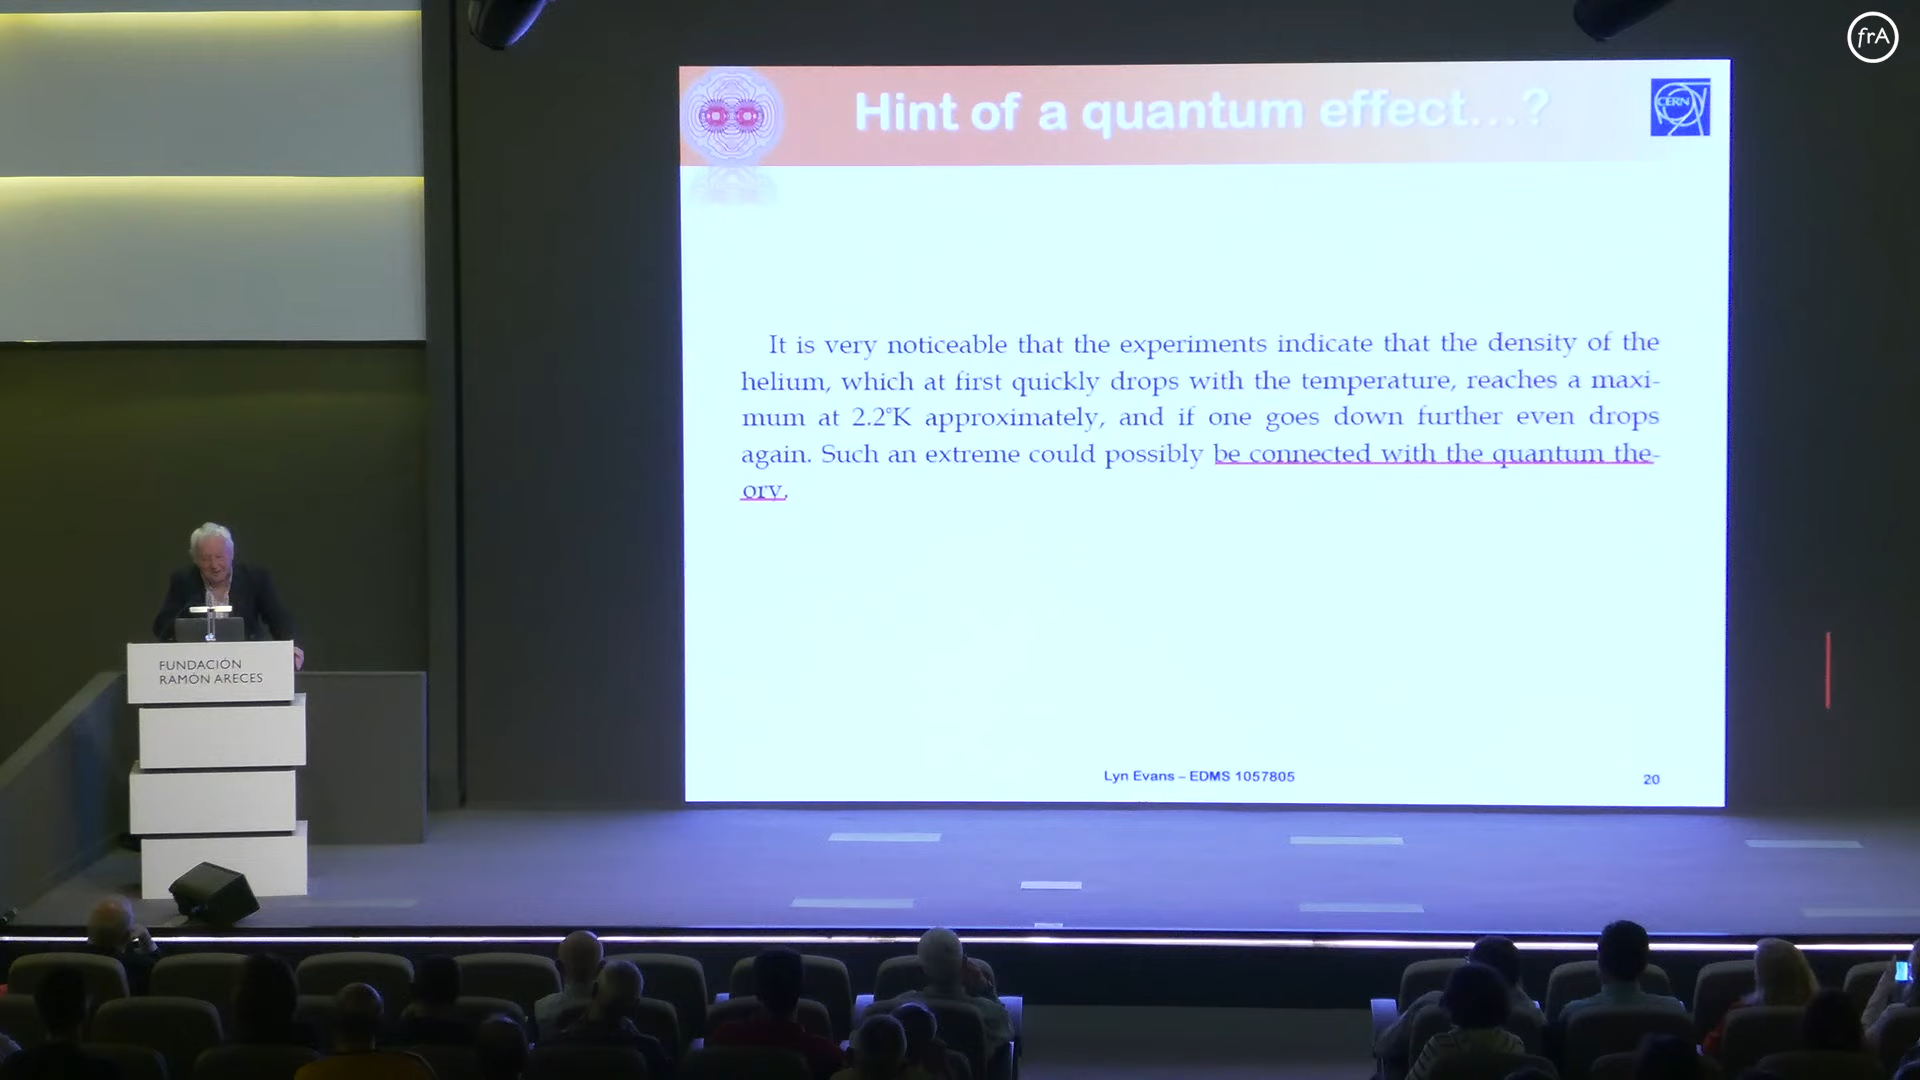 frA
Hint of a quantum effect...?
CERN
It is very noticeable that the experiments indicate that the density of the
helium, which at first quickly drops with the temperature, reaches a maxi-
mum at 2.2°K approximately, and if one goes down further even drops
again. Such an extreme could possibly be connected with the quantum the-
ory.
Lyn Evans – EDMS 1057805
20
FUNDACIÓN
RAMÓN ARECES